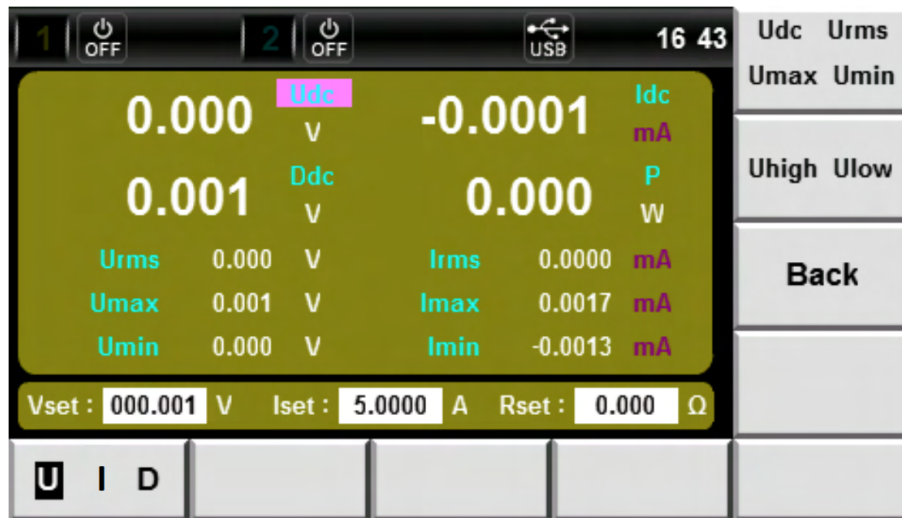 1 OFF 2 OFF USB 16 43
Udc Urms
Umax Umin
0.000 Udc V -0.0001 Idc mA
0.001 Ddc V 0.000 P W
Uhigh Ulow
Urms 0.000 V Irms 0.0000 mA
Umax 0.001 V Imax 0.0017 mA
Umin 0.000 V Imin -0.0013 mA
Back
Vset : 000.001 V Iset : 5.0000 A Rset : 0.000 Ω
U I D